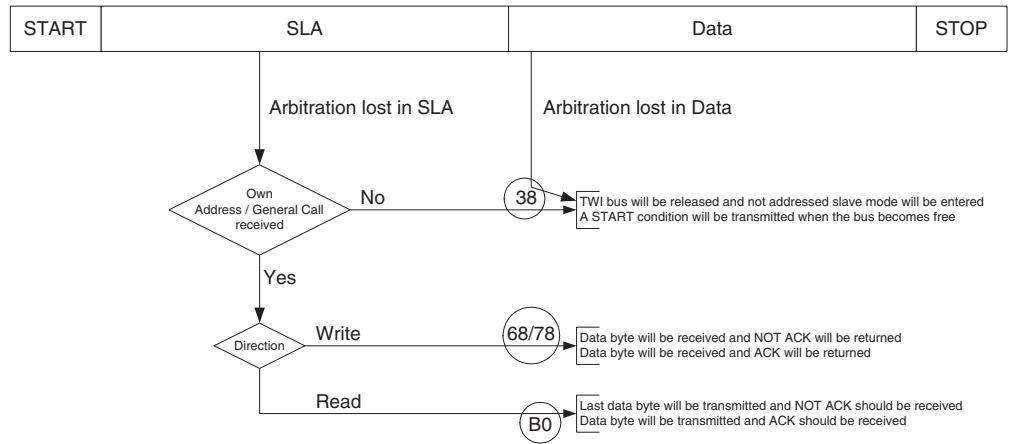 START SLA Data STOP
Arbitration lost in SLA Arbitration lost in Data
Own
Address / General Call
received
No
38
TWI bus will be released and not addressed slave mode will be entered
A START condition will be transmitted when the bus becomes free
Yes
Direction
Write
68/78
Data byte will be received and NOT ACK will be returned
Data byte will be received and ACK will be returned
Read
B0
Last data byte will be transmitted and NOT ACK should be received
Data byte will be transmitted and ACK should be received